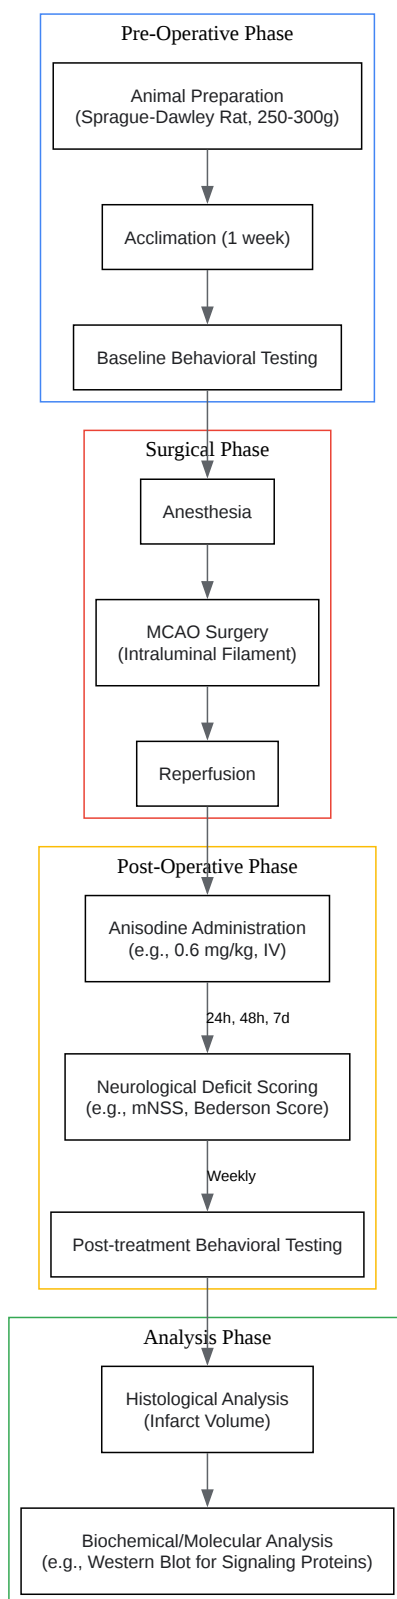 Pre-Operative Phase
Animal Preparation
(Sprague-Dawley Rat, 250-300g)
Acclimation (1 week)
Baseline Behavioral Testing
Surgical Phase
Anesthesia
MCAO Surgery
(Intraluminal Filament)
Reperfusion
Post-Operative Phase
Anisodine Administration
(e.g., 0.6 mg/kg, IV)
24h, 48h, 7d
Neurological Deficit Scoring
(e.g., mNSS, Bederson Score)
Weekly
Post-treatment Behavioral Testing
Analysis Phase
Histological Analysis
(Infarct Volume)
Biochemical/Molecular Analysis
(e.g., Western Blot for Signaling Proteins)